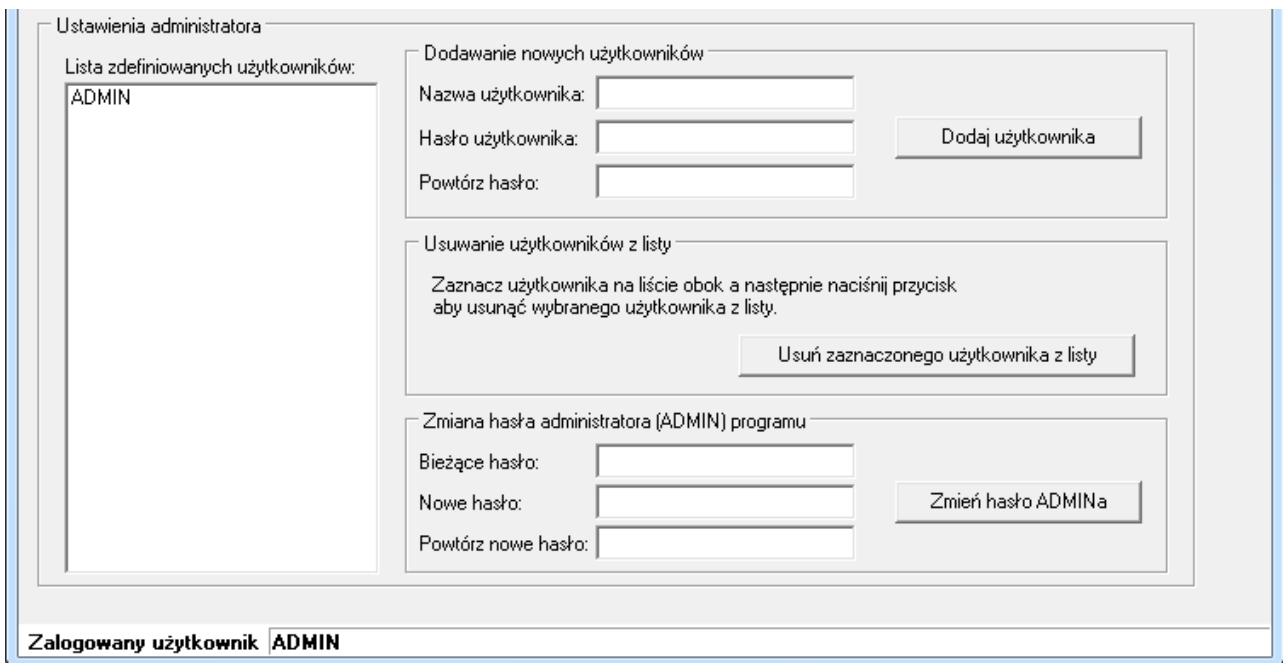 Ustawienia administratora
Lista zdefiniowanych użytkowników:
ADMIN
Dodawanie nowych użytkowników
Nazwa użytkownika:
Hasło użytkownika:
Powtórz hasło:
Dodaj użytkownika
Usuwanie użytkowników z listy
Zaznacz użytkownika na liście obok a następnie naciśnij przycisk
aby usunąć wybranego użytkownika z listy.
Usuń zaznaczonego użytkownika z listy
Zmiana hasła administratora (ADMIN) programu
Bieżące hasło:
Nowe hasło:
Powtórz nowe hasło:
Zmień hasło ADMINa
Zalogowany użytkownik ADMIN